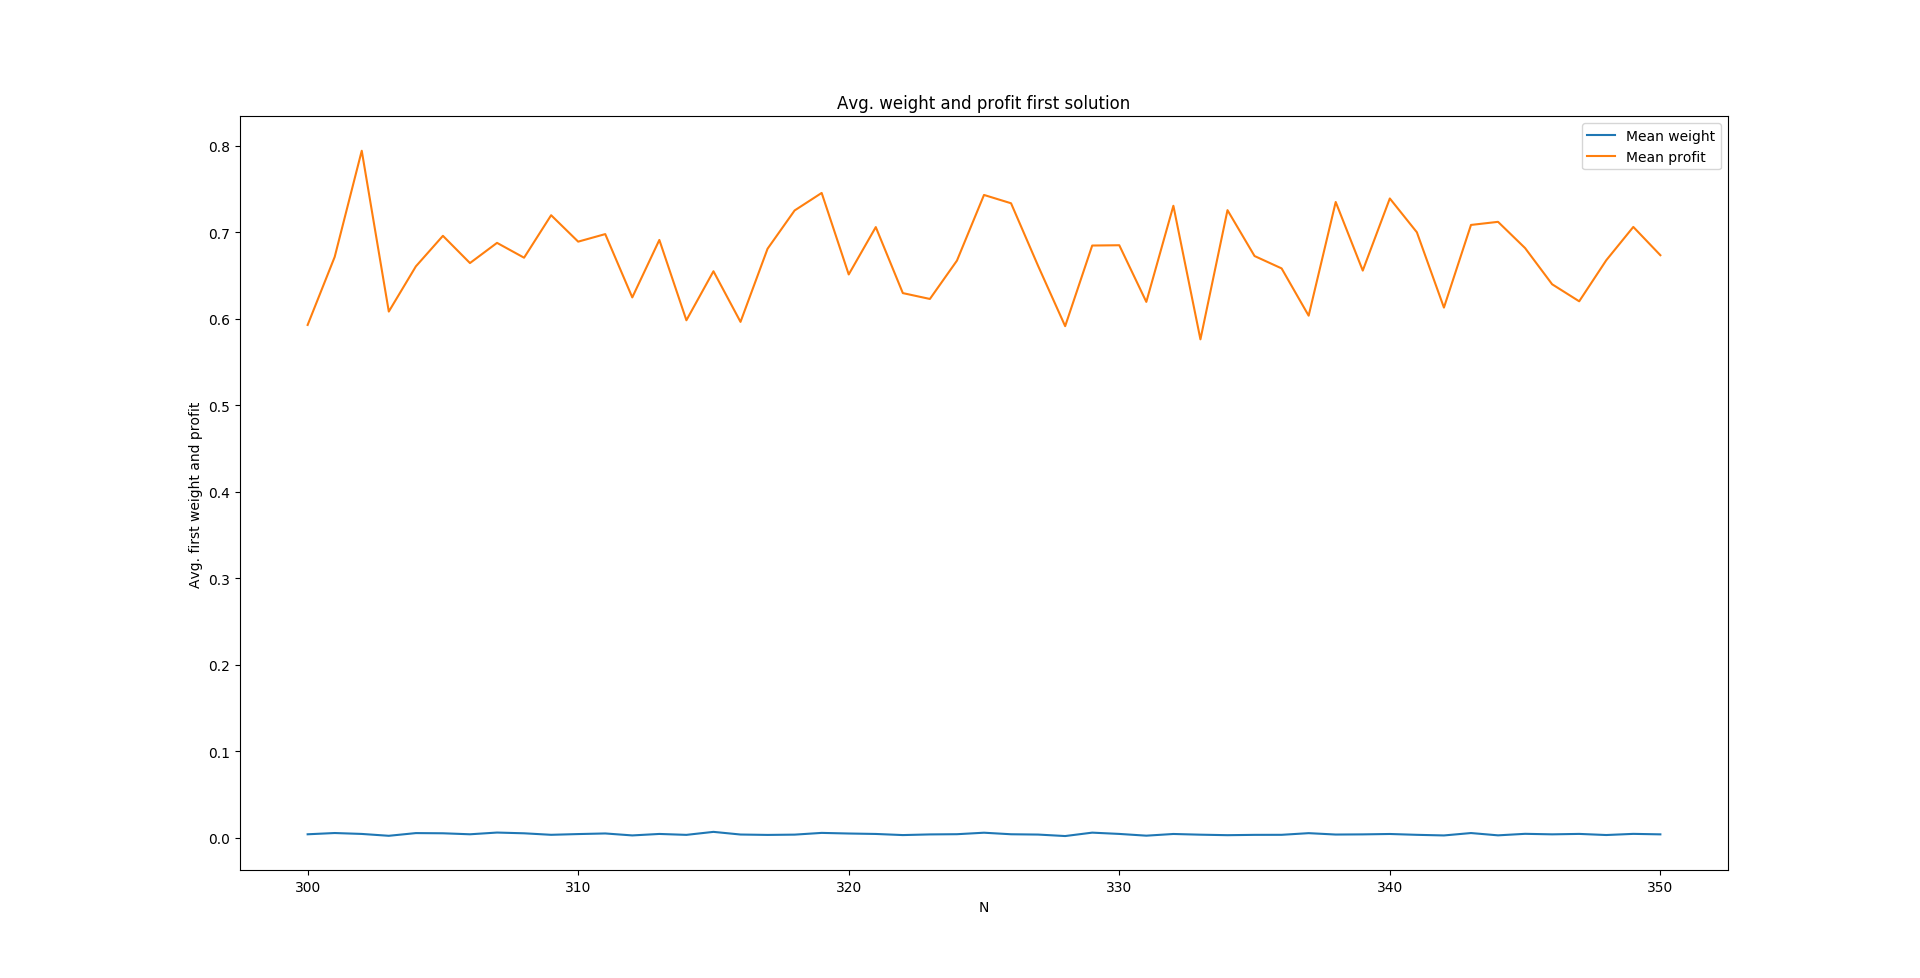 Avg. weight and profit first solution
Mean weight
Mean profit
Avg. first weight and profit
0.8
0.7
0.6
0.5
0.4
0.3
0.2
0.1
0.0
300 310 320 330 340 350
N